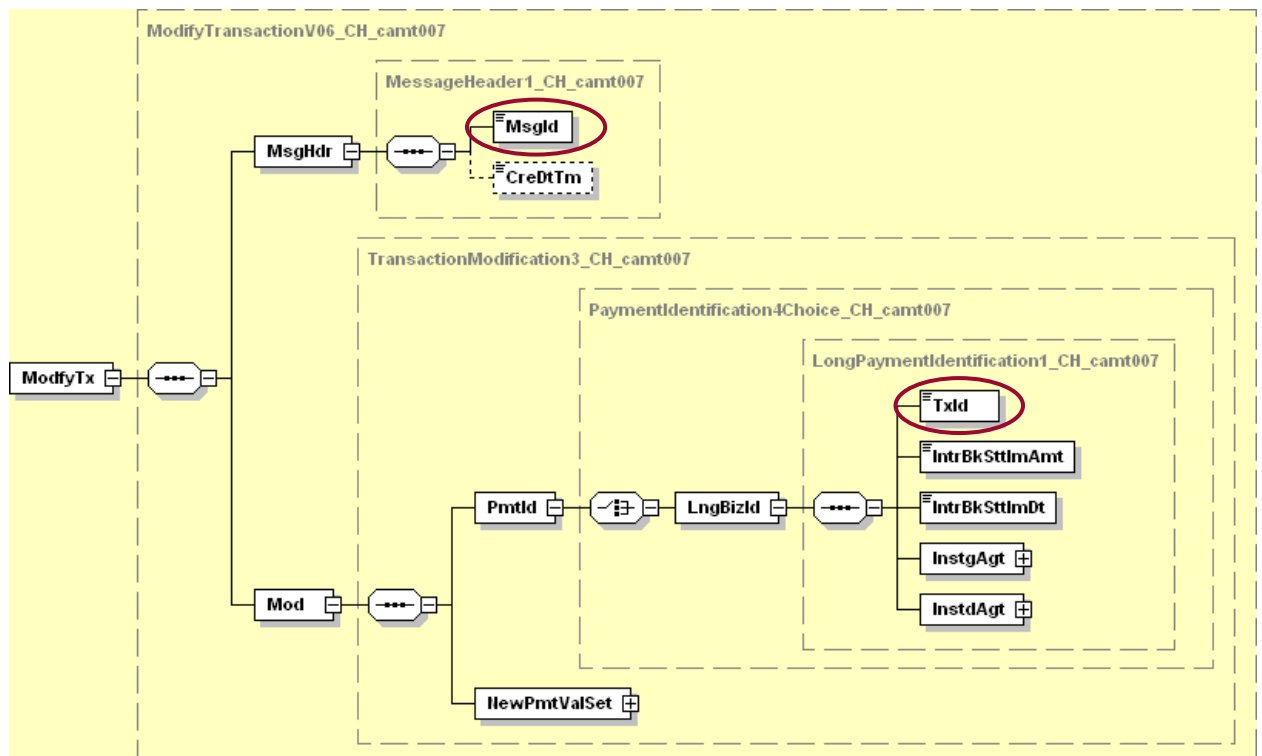 ModifyTransactionV06_CH_camt007
MessageHeader1_CH_camt007
MsgId
MsgHdr
CreDtTm
TransactionModification3_CH_camt007
PaymentIdentification4Choice_CH_camt007
LongPaymentIdentification1_CH_camt007
ModfyTx
TxId
IntrBkSttlmAmt
PmtId
LngBizId
IntrBkSttlmDt
InstgAgt
Mod
InstdAgt
NewPmtValSet